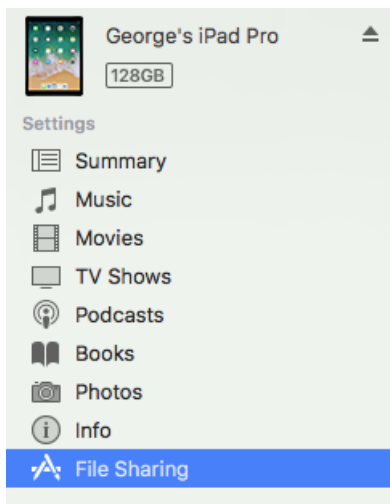 George's iPad Pro
128GB
Settings
Summary
Music
Movies
TV Shows
Podcasts
Books
Photos
Info
File Sharing